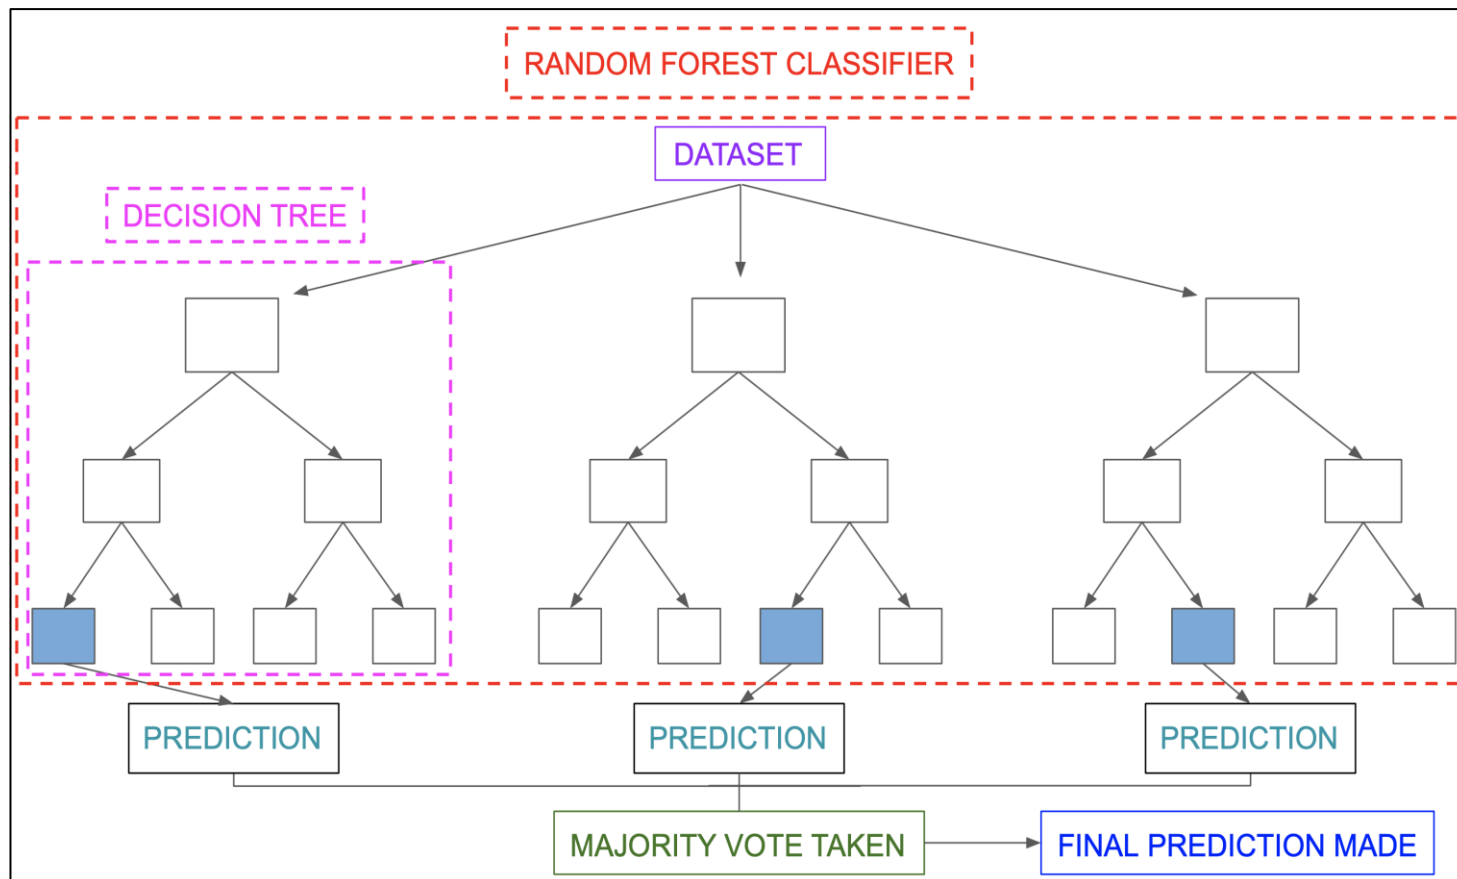 RANDOM FOREST CLASSIFIER
DATASET
DECISION TREE
PREDICTION
PREDICTION
PREDICTION
MAJORITY VOTE TAKEN
FINAL PREDICTION MADE